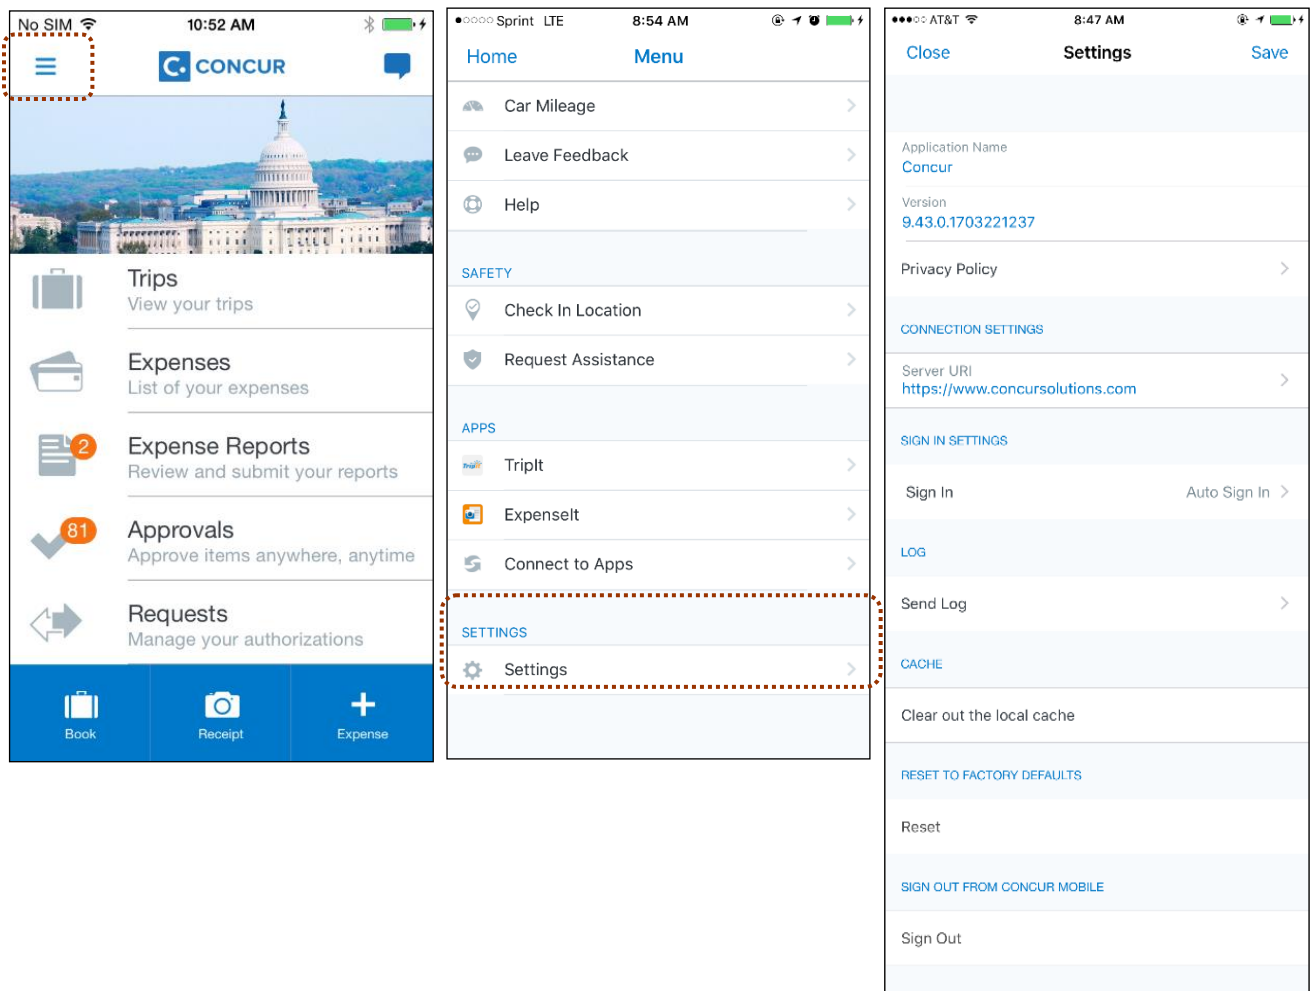 No SIM 10:52 AM
C. CONCUR
Trips
View your trips
Expenses
List of your expenses
2
Expense Reports
Review and submit your reports
81
Approvals
Approve items anywhere, anytime
Requests
Manage your authorizations
Book Receipt Expense
Sprint LTE 8:54 AM
Home Menu
Car Mileage
Leave Feedback
Help
SAFETY
Check In Location
Request Assistance
APPS
TripIt
ExpenseIt
Connect to Apps
SETTINGS
Settings
AT&T 8:47 AM
Close Settings Save
Application Name
Concur
Version
9.43.0.1703221237
Privacy Policy
CONNECTION SETTINGS
Server URI
https://www.concursolutions.com
SIGN IN SETTINGS
Sign In Auto Sign In
LOG
Send Log
CACHE
Clear out the local cache
RESET TO FACTORY DEFAULTS
Reset
SIGN OUT FROM CONCUR MOBILE
Sign Out